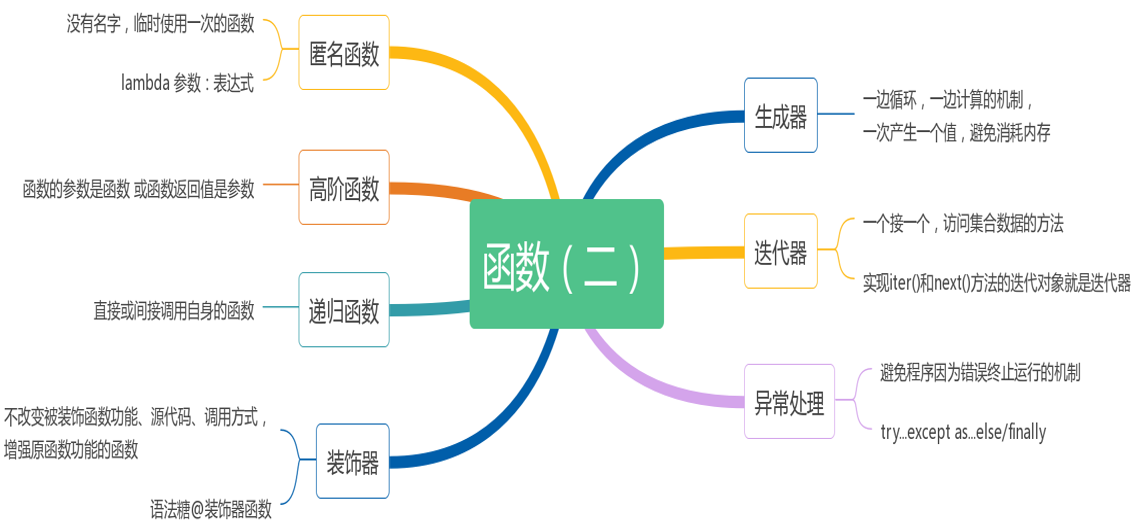 函数（二）
匿名函数
没有名字，临时使用一次的函数
lambda 参数：表达式
高阶函数
函数的参数是函数 或函数返回值是参数
递归函数
直接或间接调用自身的函数
装饰器
不改变被装饰函数功能、源代码、调用方式，
增强原函数功能的函数
语法糖@装饰器函数
生成器
一边循环，一边计算的机制，
一次产生一个值，避免消耗内存
迭代器
一个接一个，访问集合数据的方法
实现iter()和next()方法的迭代对象就是迭代器
异常处理
避免程序因为错误终止运行的机制
try...except as...else/finally